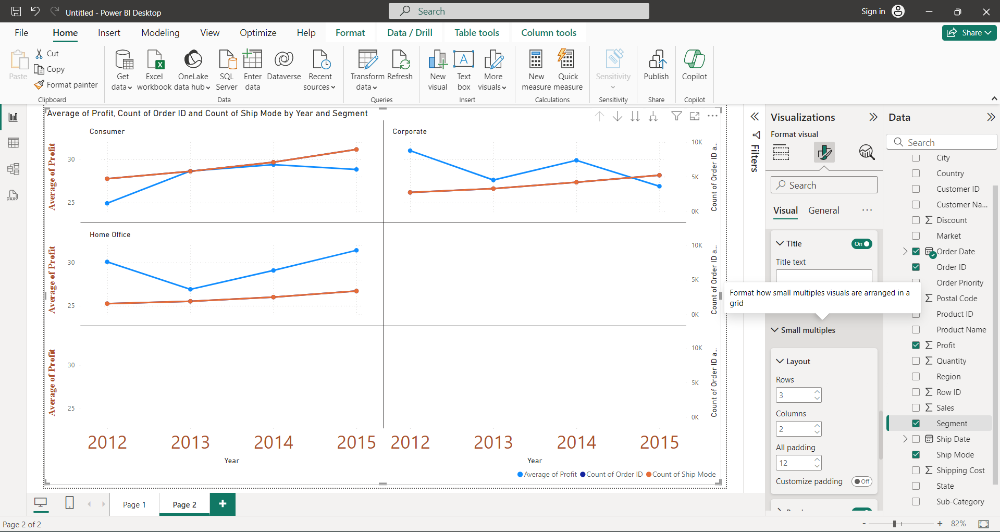 Untitled - Power BI Desktop
Search
Sign in
File Home Insert Modeling View Optimize Help Format Data / Drill Table tools Column tools
Share
Paste
Cut
Copy
Format painter
Clipboard
Get data
Excel workbook
OneLake data hub
SQL Server
Enter data
Dataverse
Recent sources
Data
Transform data
Refresh
Queries
New visual
Text box
More visuals
Insert
New measure
Quick measure
Calculations
Sensitivity
Sensitivity
Publish
Share
Copilot
Copilot
DAX
Average of Profit, Count of Order ID and Count of Ship Mode by Year and Segment
Consumer
Corporate
Average of Profit
30
25
10K
5K
0K
Count of Order ID a...
Home Office
Average of Profit
30
25
10K
5K
0K
Count of Order ID a...
Average of Profit
30
25
10K
5K
0K
Count of Order ID a...
2012 2013 2014 2015 2012 2013 2014 2015
Year Year
Average of Profit Count of Order ID Count of Ship Mode
Filters
Visualizations
Format visual
Search
Visual General
Title On
Title text
Format how small multiples visuals are arranged in a
grid
Small multiples
Layout
Rows
3
Columns
2
All padding
12
Customize padding Off
Data
Search
City
Country
Customer ID
Customer Na...
Discount
Market
Order Date
Order ID
Order Priority
Postal Code
Product ID
Product Name
Profit
Quantity
Region
Row ID
Sales
Segment
Ship Date
Ship Mode
Shipping Cost
State
Sub-Category
Page 1 Page 2
Page 2 of 2
82%